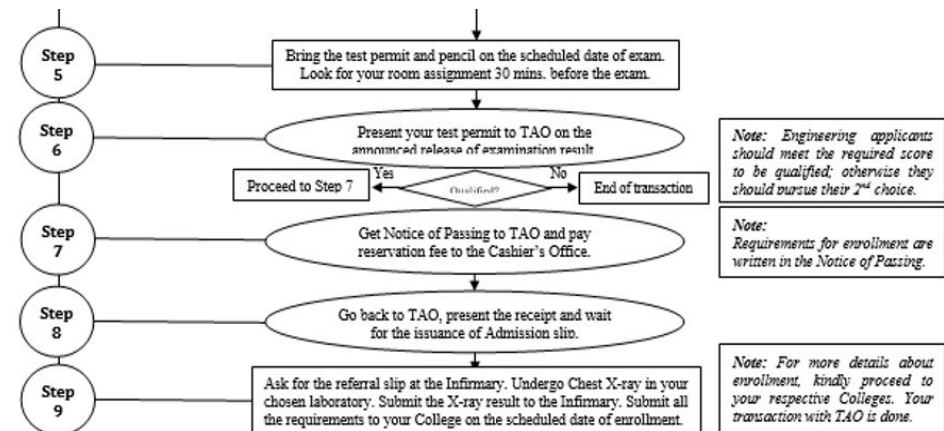 Step
5
Bring the test permit and pencil on the scheduled date of exam.
Look for your room assignment 30 mins. before the exam.
Step
6
Present your test permit to TAO on the
announced release of examination result
Note: Engineering applicants
should meet the required score
to be qualified; otherwise they
should pursue their 2nd choice.
Yes
No
Proceed to Step 7
Qualified?
End of transaction
Step
7
Get Notice of Passing to TAO and pay
reservation fee to the Cashier's Office.
Note:
Requirements for enrollment are
written in the Notice of Passing.
Step
8
Go back to TAO, present the receipt and wait
for the issuance of Admission slip.
Step
9
Ask for the referral slip at the Infirmary. Undergo Chest X-ray in your
chosen laboratory. Submit the X-ray result to the Infirmary. Submit all
the requirements to your College on the scheduled date of enrollment.
Note: For more details about
enrollment, kindly proceed to
your respective Colleges. Your
transaction with TAO is done.